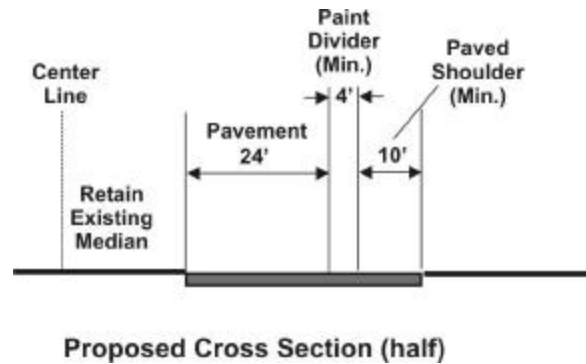 Paint
Divider
(Min.)
Paved
Shoulder
(Min.)
Center
Line
4'
Pavement
24'
10'
Retain
Existing
Median
Proposed Cross Section (half)